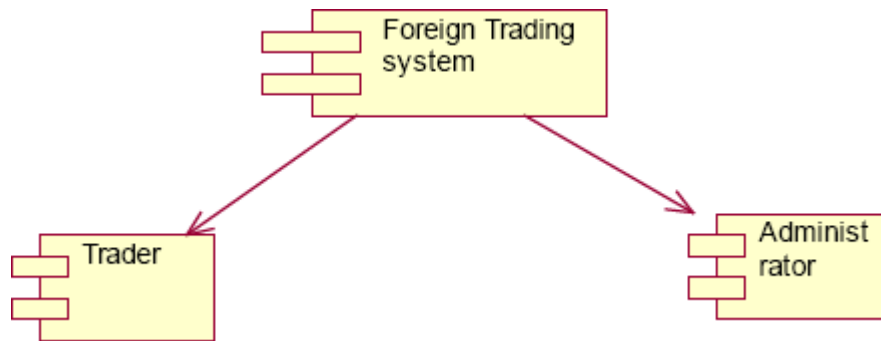 Foreign Trading
system
Trader
Administ
rator